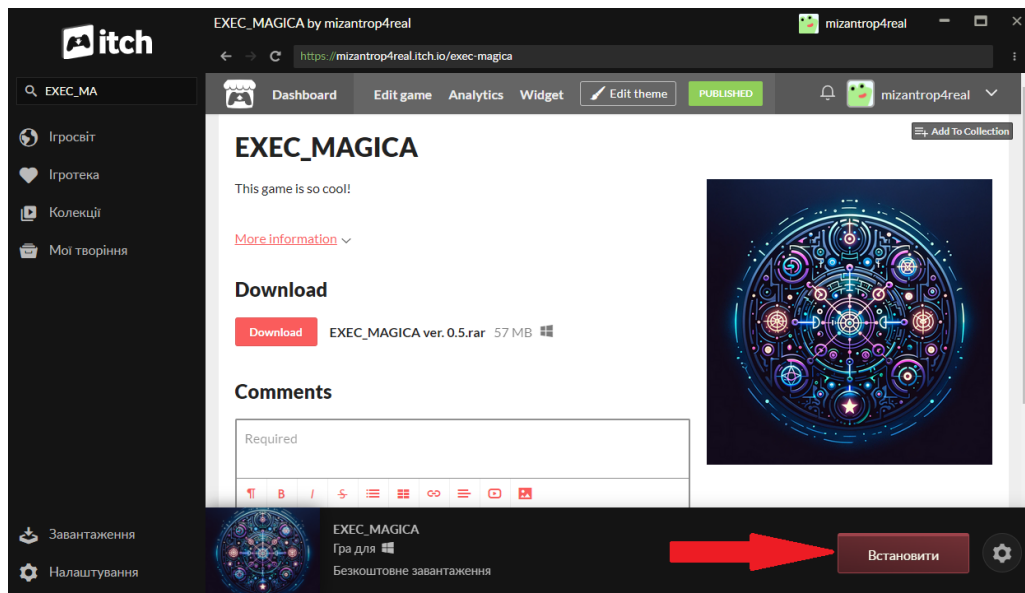 itch
EXEC_MAGICA by mizantrop4real
mizantrop4real
https://mizantrop4real.itch.io/exec-magica
EXEC_MA
Ігросвіт
Ігротека
Колекції
Мої творіння
Завантаження
Налаштування
Dashboard Edit game Analytics Widget Edit theme PUBLISHED mizantrop4real
Add To Collection
EXEC_MAGICA
This game is so cool!
More information
Download
Download EXEC_MAGICA ver. 0.5.rar 57 MB
Comments
Required
¶ B I S
EXEC_MAGICA
Гра для
Безкоштовне завантаження
Встановити